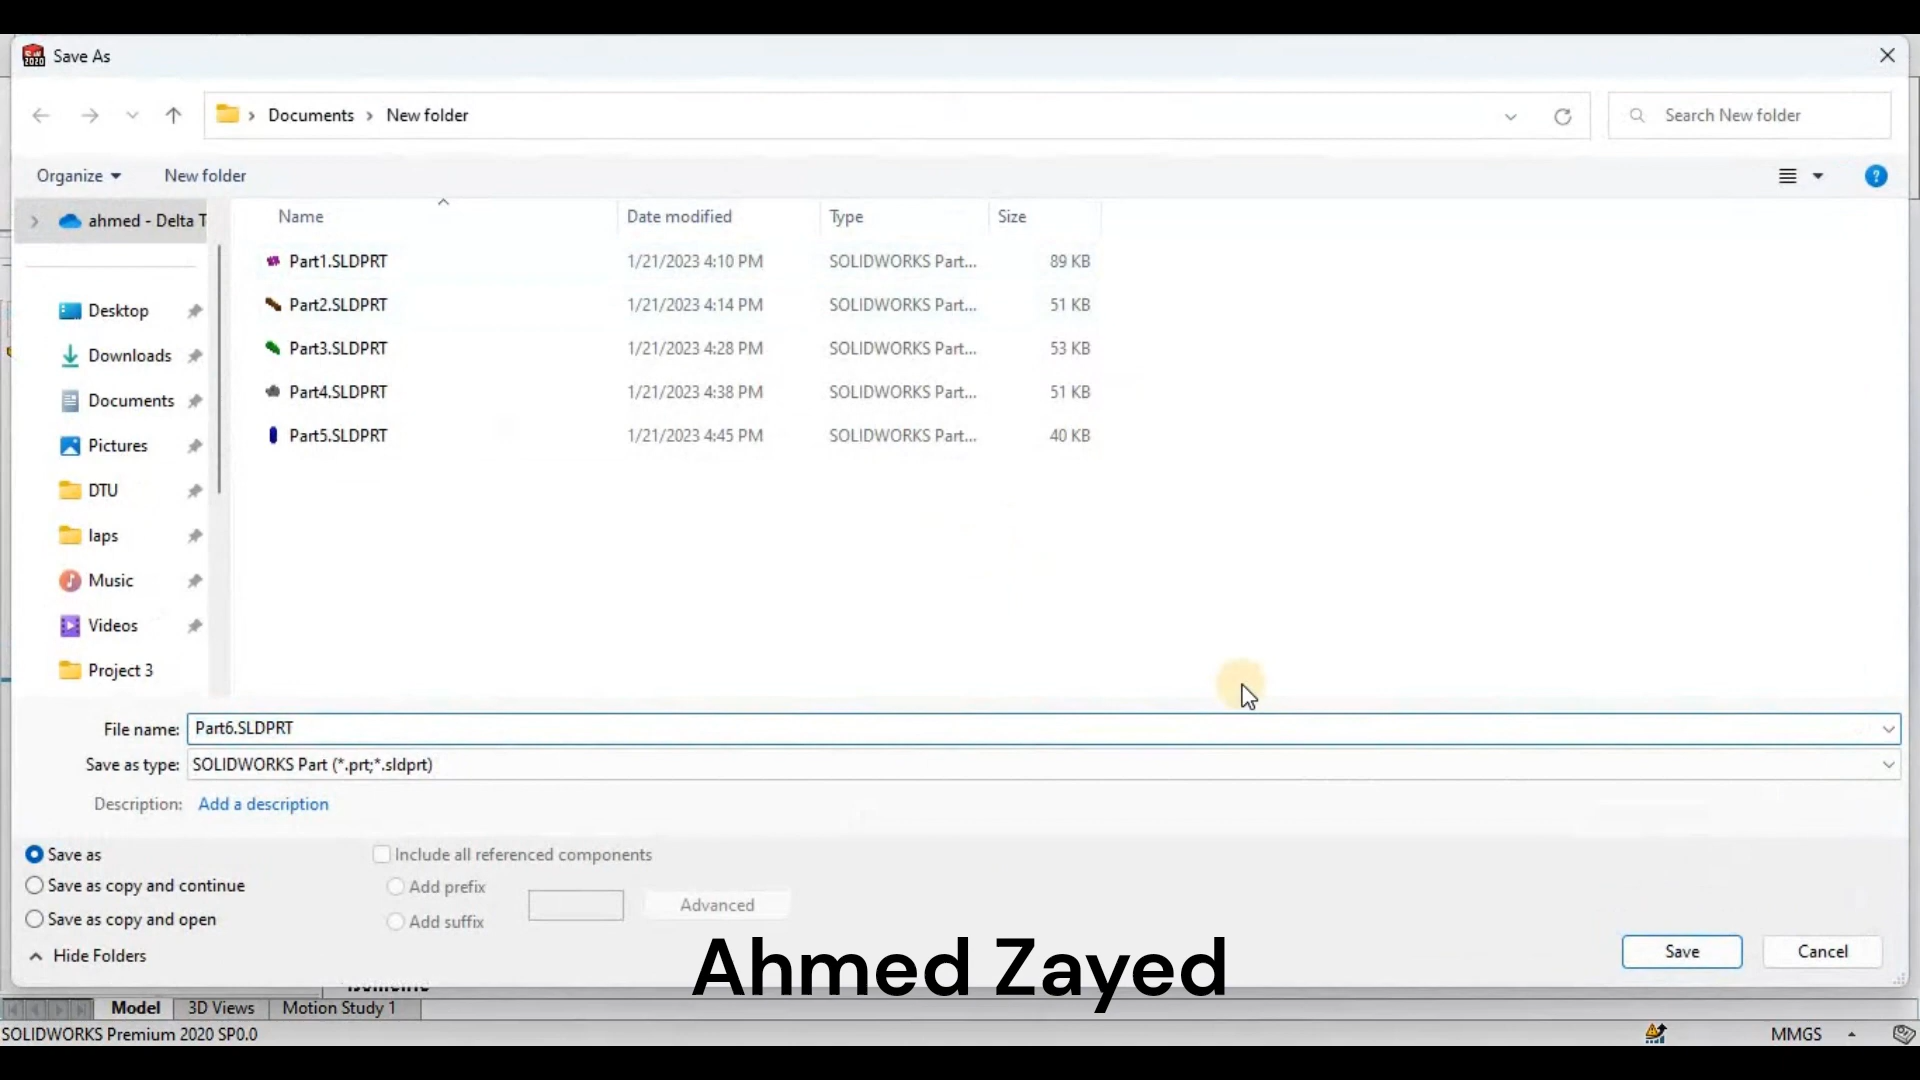 SW 2020 Save As
Documents > New folder
Search New folder
Organize
New folder
ahmed - Delta T
Name
Date modified
Type
Size
Part1.SLDPRT 1/21/2023 4:10 PM SOLIDWORKS Part... 89 KB
Part2.SLDPRT 1/21/2023 4:14 PM SOLIDWORKS Part... 51 KB
Part3.SLDPRT 1/21/2023 4:28 PM SOLIDWORKS Part... 53 KB
Part4.SLDPRT 1/21/2023 4:38 PM SOLIDWORKS Part... 51 KB
Part5.SLDPRT 1/21/2023 4:45 PM SOLIDWORKS Part... 40 KB
Desktop
Downloads
Documents
Pictures
DTU
laps
Music
Videos
Project 3
File name: Part6.SLDPRT
Save as type: SOLIDWORKS Part (*.prt;*.sldprt)
Description: Add a description
Save as
Save as copy and continue
Save as copy and open
Include all referenced components
Add prefix
Add suffix
Advanced
Hide Folders
Save
Cancel
Ahmed Zayed
Model
3D Views
Motion Study 1
SOLIDWORKS Premium 2020 SP0.0
MMGS